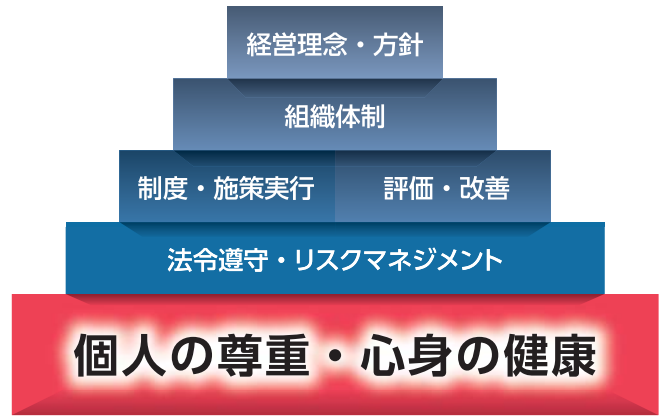 経営理念・方針
組織体制
制度・施策実行
評価・改善
法令遵守・リスクマネジメント
個人の尊重・心身の健康